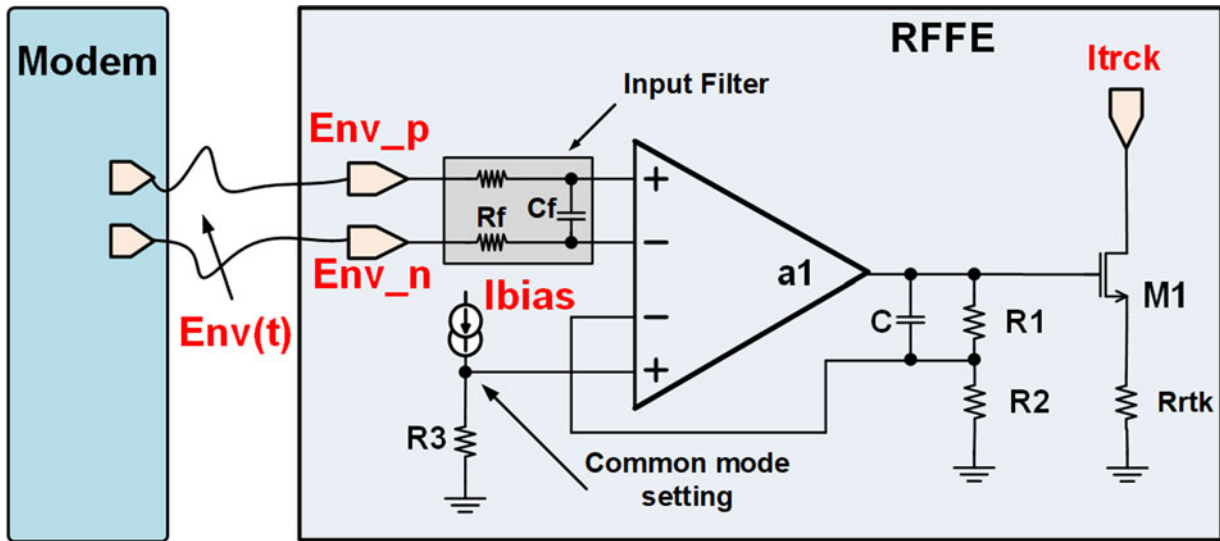 Modem
RFFE
Itrck
Input Filter
Env_p
Rf
Cf
+
−
Env_n
Env(t)
Ibias
a1
−
+
C
R1
R2
M1
Rrtk
R3
Common mode
setting